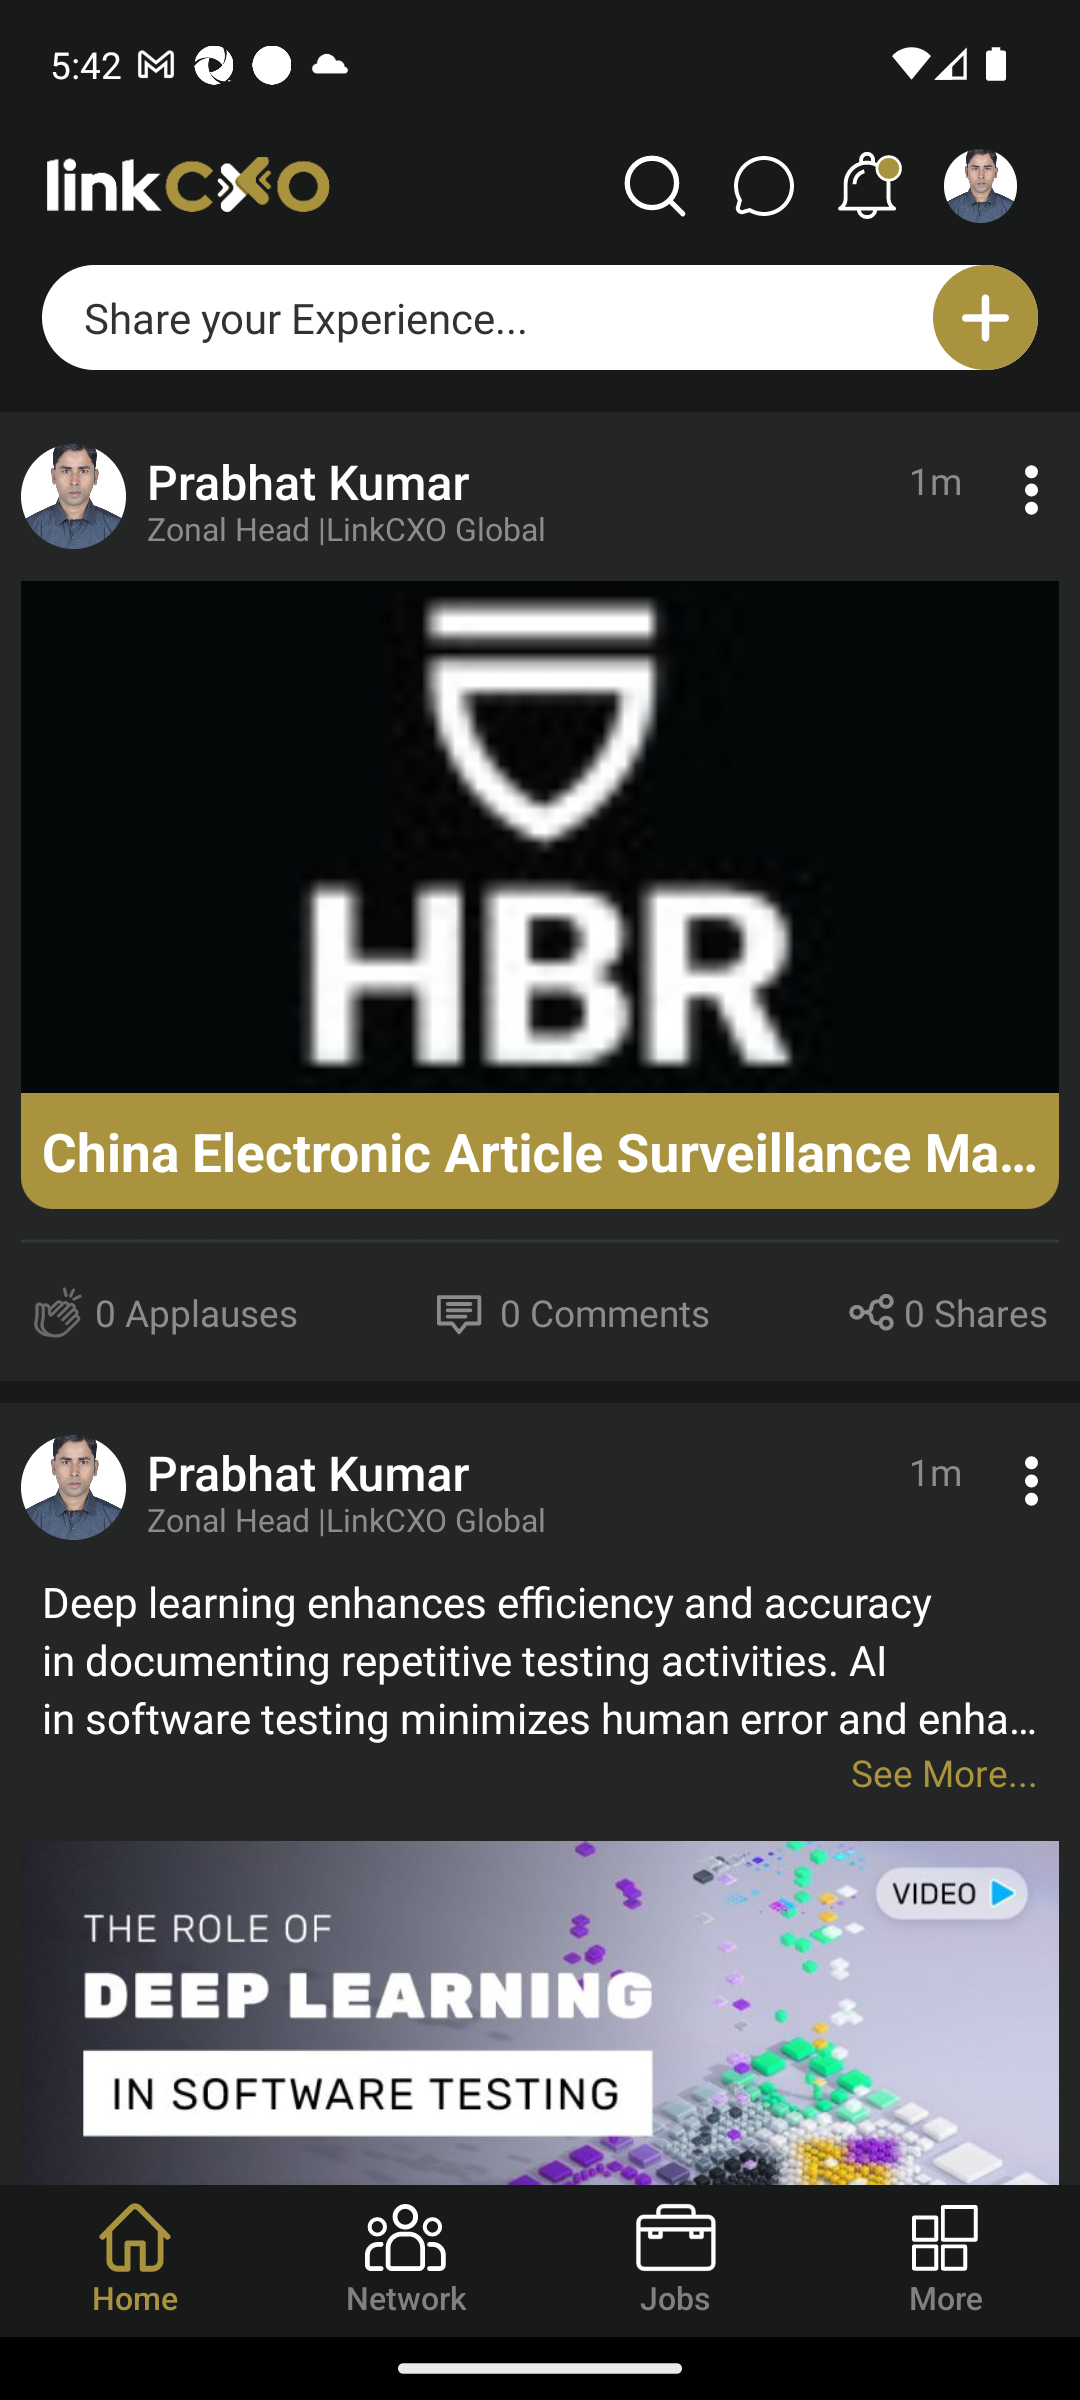 5:42
linkCXO
Share your Experience...
Prabhat Kumar
1m
Zonal Head |LinkCXO Global
HBR
China Electronic Article Surveillance Ma...
0 Applauses
0 Comments
0 Shares
Prabhat Kumar
1m
Zonal Head |LinkCXO Global
Deep learning enhances efficiency and accuracy
in documenting repetitive testing activities. AI
in software testing minimizes human error and enha...
See More...
VIDEO
THE ROLE OF
DEEP LEARNING
IN SOFTWARE TESTING
Home
Network
Jobs
More